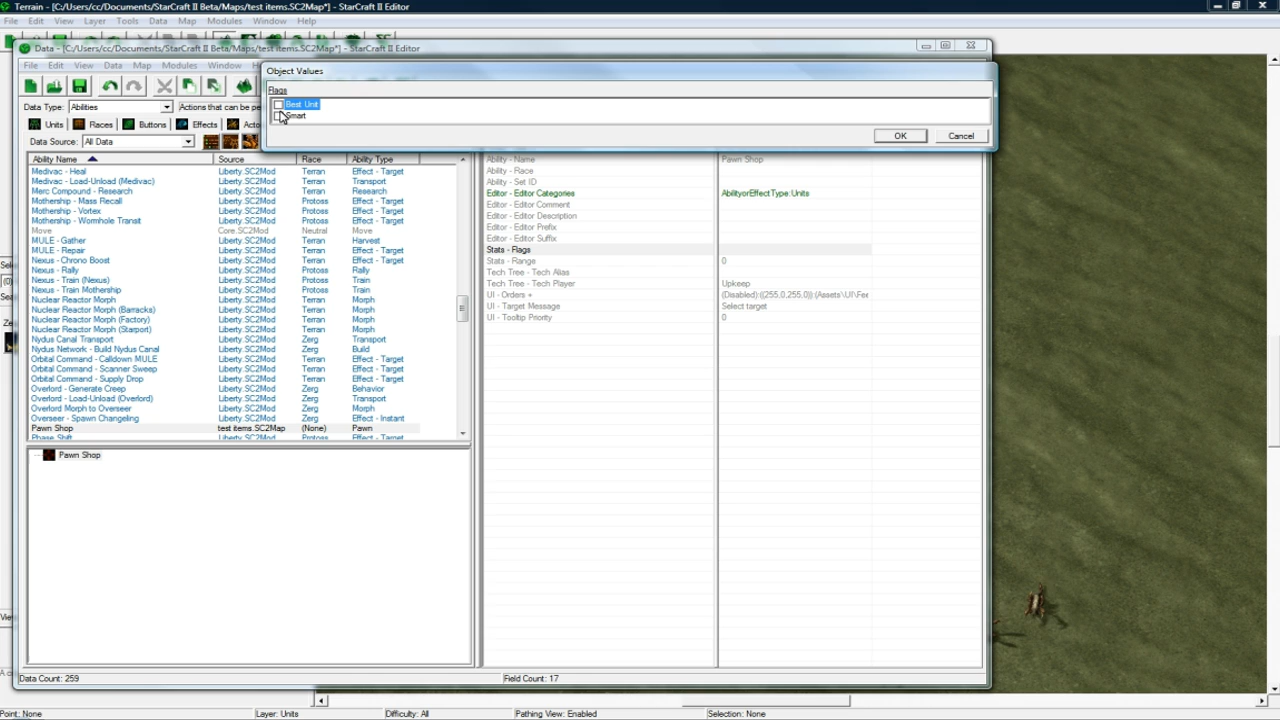 Terrain - [C:/Users/cc/Documents/StarCraft II Beta/Maps/test items.SC2Map*] - StarCraft II Editor
File Edit View Layer Tools Data Map Modules Window Help
Data - [C:/Users/cc/Documents/StarCraft II Beta/Maps/test items.SC2Map*] - StarCraft II Editor
File Edit View Data Map Modules Window
Object Values
Flags
Best Unit
Smart
OK Cancel
Data Type: Abilities Actions that can be
Units Races Buttons Effects
Data Source: All Data
Ability Name Source Race Ability Type
Medivac - Heal Liberty.SC2Mod Terran Effect - Target
Medivac - Load-Unload (Medivac) Liberty.SC2Mod Terran Transport
Merc Compound - Research Liberty.SC2Mod Terran Research
Mothership - Mass Recall Liberty.SC2Mod Protoss Effect - Target
Mothership - Vortex Liberty.SC2Mod Protoss Effect - Target
Mothership - Wormhole Transit Liberty.SC2Mod Protoss Effect - Target
Move Core.SC2Mod Neutral Move
MULE - Gather Liberty.SC2Mod Terran Harvest
MULE - Repair Liberty.SC2Mod Terran Effect - Target
Nexus - Chrono Boost Liberty.SC2Mod Protoss Effect - Target
Nexus - Rally Liberty.SC2Mod Protoss Rally
Nexus - Train (Nexus) Liberty.SC2Mod Protoss Train
Nexus - Train Mothership Liberty.SC2Mod Protoss Train
Nuclear Reactor Morph Liberty.SC2Mod Terran Morph
Nuclear Reactor Morph (Barracks) Liberty.SC2Mod Terran Morph
Nuclear Reactor Morph (Factory) Liberty.SC2Mod Terran Morph
Nuclear Reactor Morph (Starport) Liberty.SC2Mod Terran Morph
Nydus Canal Transport Liberty.SC2Mod Zerg Transport
Nydus Network - Build Nydus Canal Liberty.SC2Mod Zerg Build
Orbital Command - Calldown MULE Liberty.SC2Mod Terran Effect - Target
Orbital Command - Scanner Sweep Liberty.SC2Mod Terran Effect - Target
Orbital Command - Supply Drop Liberty.SC2Mod Terran Effect - Target
Overlord - Generate Creep Liberty.SC2Mod Zerg Behavior
Overlord - Load-Unload (Overlord) Liberty.SC2Mod Zerg Transport
Overlord Morph to Overseer Liberty.SC2Mod Zerg Morph
Overseer - Spawn Changeling Liberty.SC2Mod Zerg Effect - Instant
Pawn Shop test items.SC2Map (None) Pawn
Phase Shift Liberty.SC2Mod Protoss Effect - Target
Ability - Name Pawn Shop
Ability - Race
Ability - Set ID
Editor - Editor Categories AbilityorEffectType:Units
Editor - Editor Comment
Editor - Editor Description
Editor - Editor Prefix
Editor - Editor Suffix
Stats - Flags
Stats - Range 0
Tech Tree - Tech Alias
Tech Tree - Tech Player Upkeep
UI - Orders + (Disabled):((255,0,255,0)) (Assets\UI\Fee
UI - Target Message Select target
UI - Tooltip Priority 0
Pawn Shop
Data Count: 259 Field Count: 17
Point: None Layer: Units Difficulty: All Pathing View: Enabled Selection: None